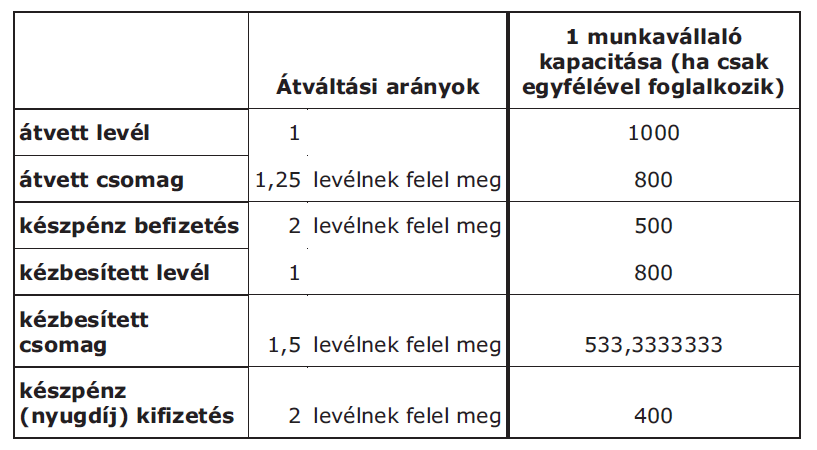 Átváltási arányok
1 munkavállaló
kapacitása (ha csak
egyfélével foglalkozik)
átvett levél 1 1000
átvett csomag 1,25 levélnek felel meg 800
készpénz befizetés 2 levélnek felel meg 500
kézbesített levél 1 800
kézbesített
csomag 1,5 levélnek felel meg 533,3333333
készpénz
(nyugdíj) kifizetés 2 levélnek felel meg 400